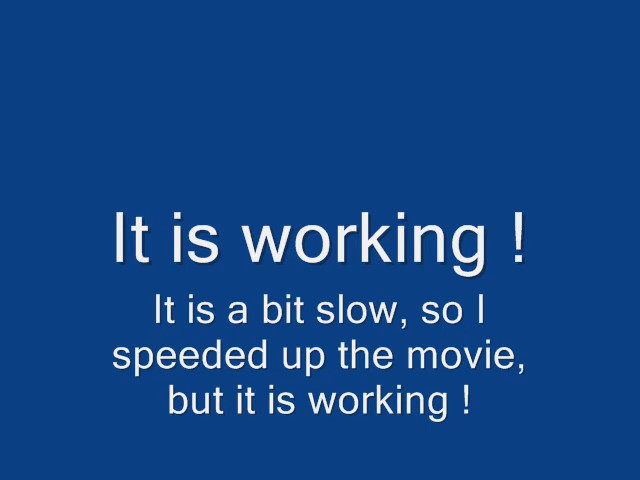 It is working !
It is a bit slow, so I
speeded up the movie,
but it is working !